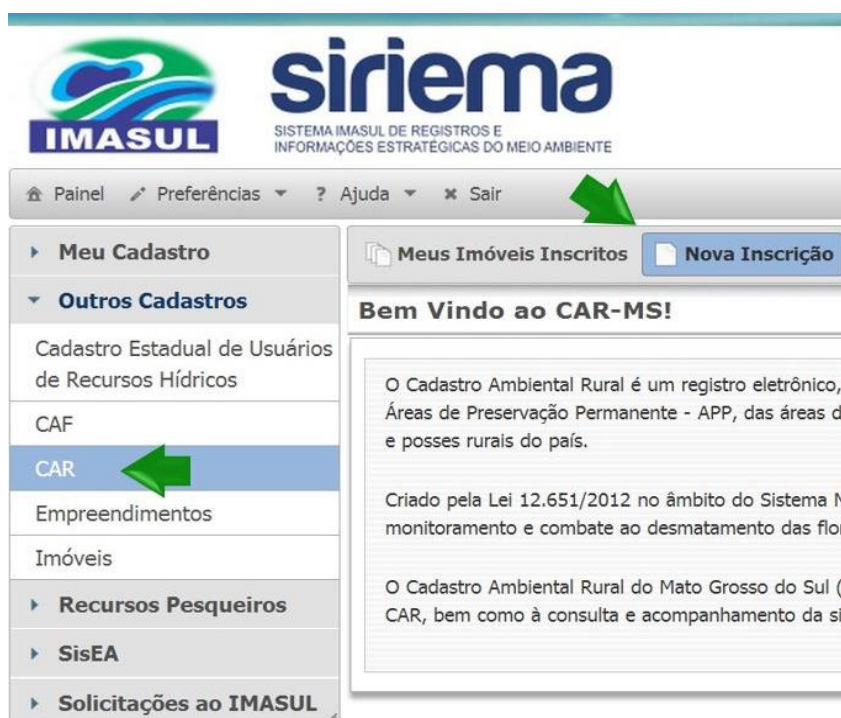 IMASUL
siriema
SISTEMA IMASUL DE REGISTROS E
INFORMAÇÕES ESTRATÉGICAS DO MEIO AMBIENTE
Painel Preferências ? Ajuda Sair
Meu Cadastro
Outros Cadastros
Cadastro Estadual de Usuários
de Recursos Hídricos
CAF
CAR
Empreendimentos
Imóveis
Recursos Pesqueiros
SisEA
Solicitações ao IMASUL
Meus Imóveis Inscritos Nova Inscrição
Bem Vindo ao CAR-MS!
O Cadastro Ambiental Rural é um registro eletrônico,
Áreas de Preservação Permanente - APP, das áreas d
e posses rurais do país.
Criado pela Lei 12.651/2012 no âmbito do Sistema N
monitoramento e combate ao desmatamento das flo
O Cadastro Ambiental Rural do Mato Grosso do Sul (
CAR, bem como à consulta e acompanhamento da si